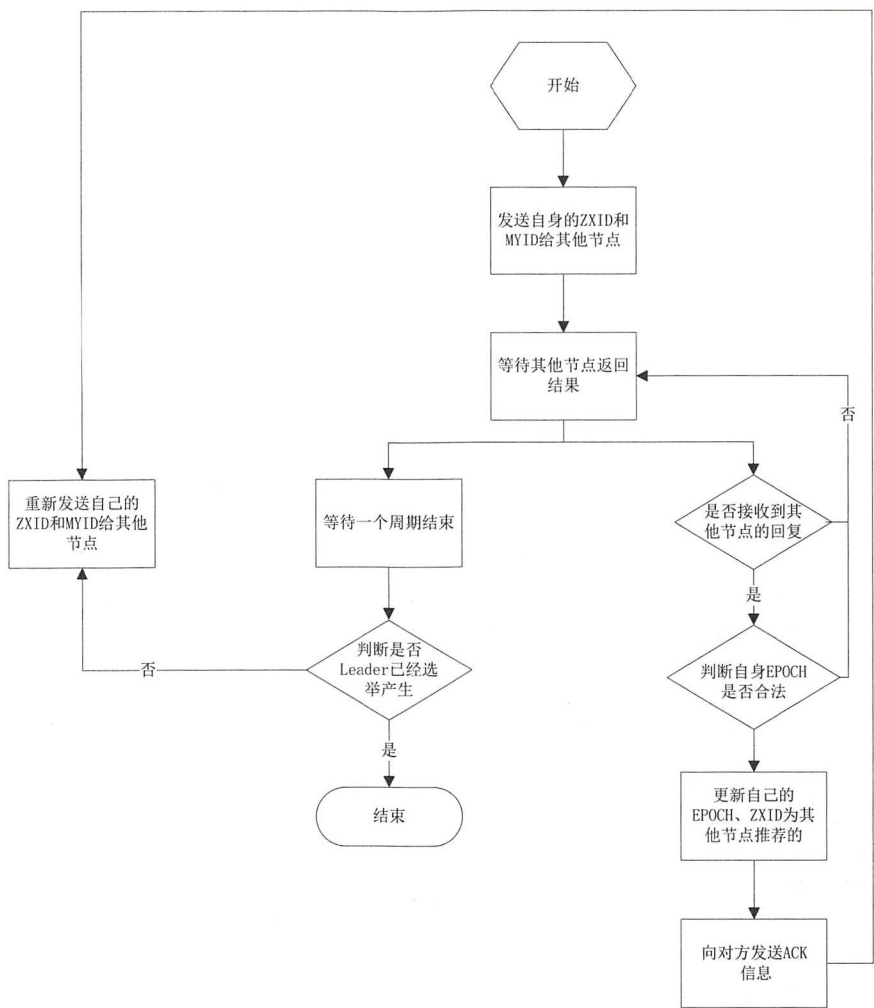 开始
发送自身的ZXID和
MYID给其他节点
等待其他节点返回
结果
否
重新发送自己的
ZXID和MYID给其他
节点
等待一个周期结束
是否接收到其
他节点的回复
是
判断是否
Leader已经选
举产生
否
判断自身EPOCH
是否合法
是
结束
更新自己的
EPOCH、ZXID为其
他节点推荐的
向对方发送ACK
信息